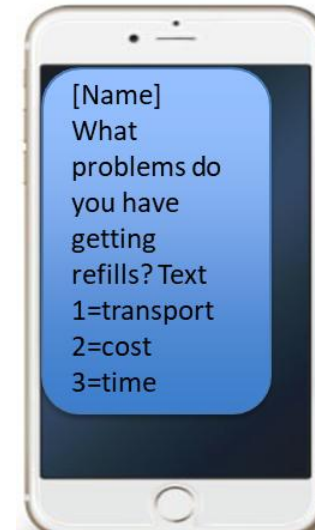 [Name]
What
problems do
you have
getting
refills? Text
1=transport
2=cost
3=time